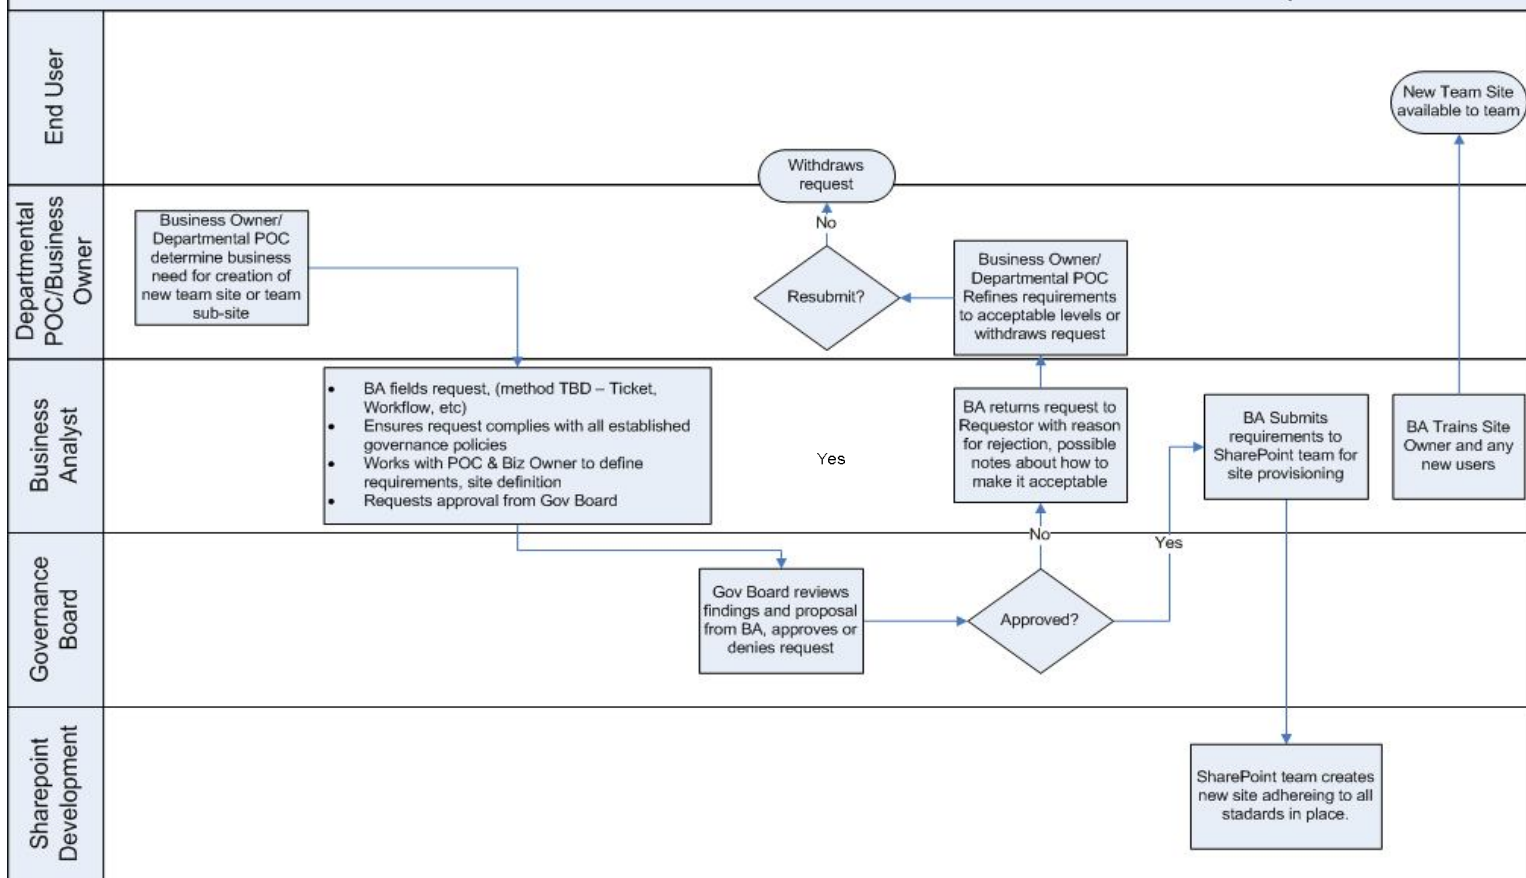 End User
New Team Site
available to team
Withdraws
request
Departmental
POC/Business
Owner
Business Owner/
Departmental POC
determine business
need for creation of
new team site or team
sub-site
No
Resubmit?
Business Owner/
Departmental POC
Refines requirements
to acceptable levels or
withdraws request
Business
Analyst
• BA fields request, (method TBD – Ticket,
Workflow, etc)
• Ensures request complies with all established
governance policies
• Works with POC & Biz Owner to define
requirements, site definition
• Requests approval from Gov Board
Yes
BA returns request to
Requestor with reason
for rejection, possible
notes about how to
make it acceptable
BA Submits
requirements to
SharePoint team for
site provisioning
BA Trains Site
Owner and any
new users
No
Yes
Governance
Board
Gov Board reviews
findings and proposal
from BA, approves or
denies request
Approved?
Sharepoint
Development
SharePoint team creates
new site adhereing to all
stadards in place.